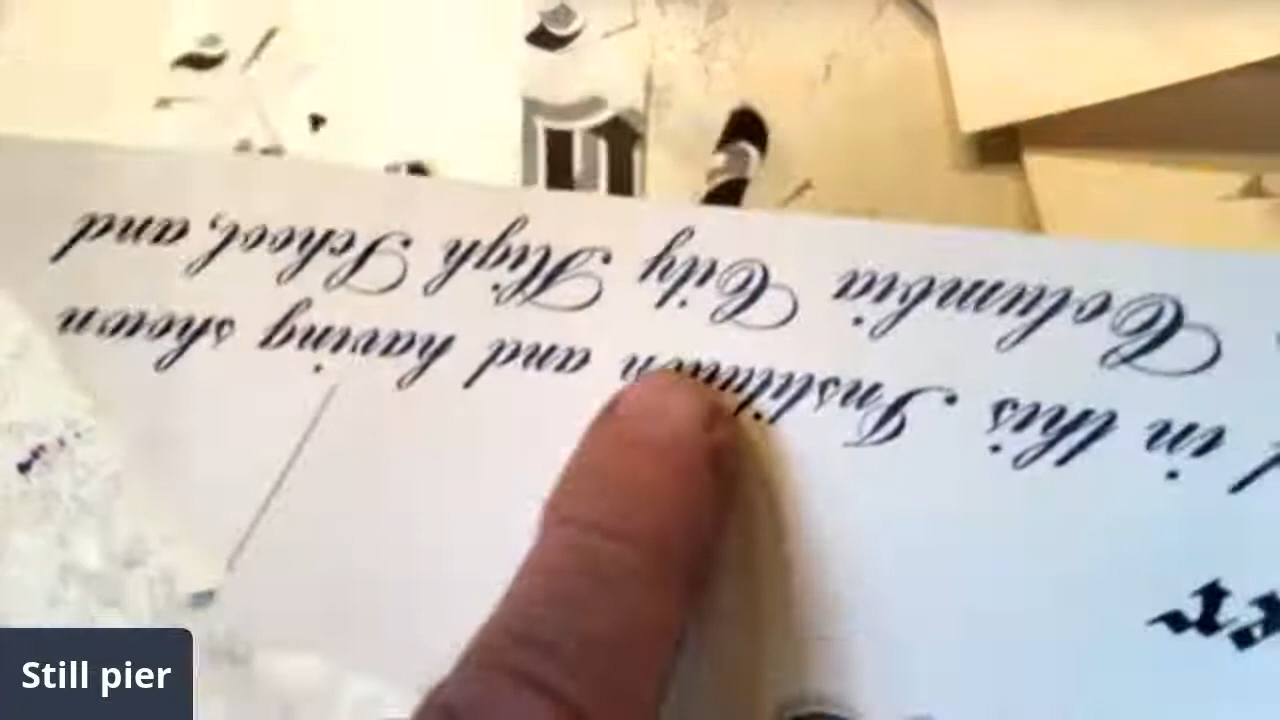 in this Institution and having shown
Columbia City High School, and
Still pier